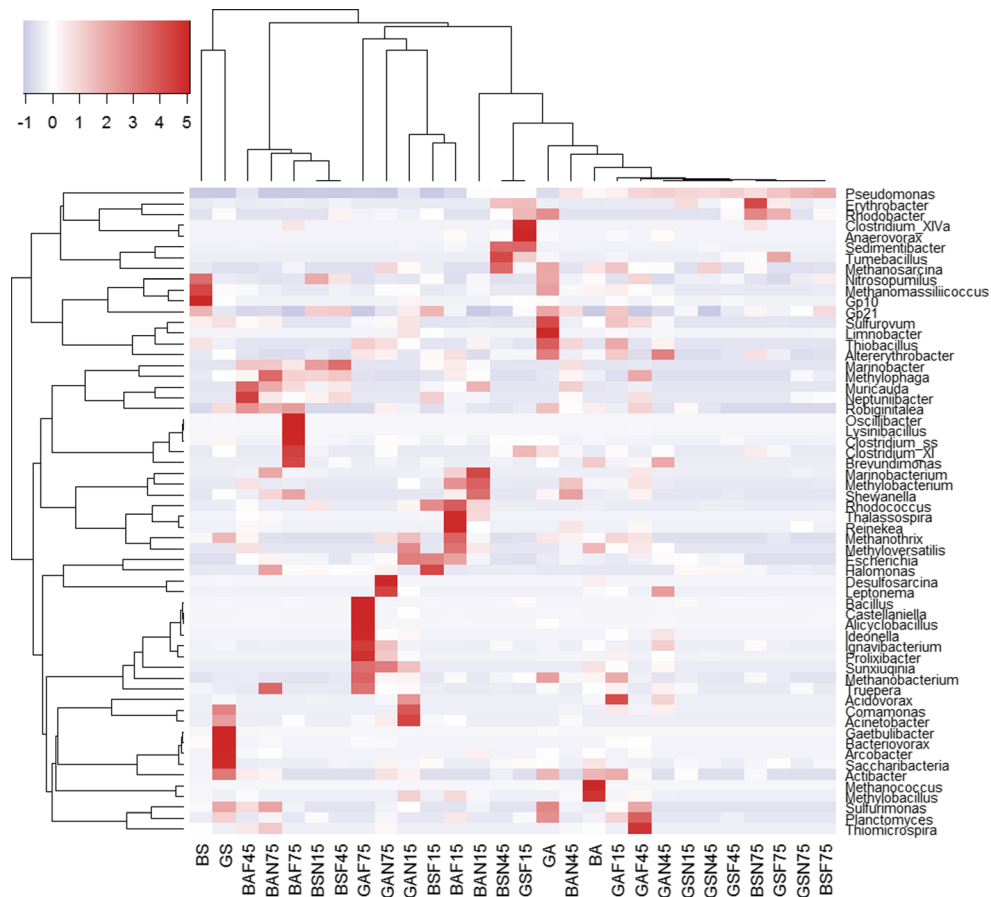 -1 0 1 2 3 4 5
Pseudomonas
Erythrobacter
Rhodobacter
Clostridium_XIVa
Anaerovorax
Sedimentibacter
Tumebacillus
Methanosarcina
Nitrosopumilus
Methanomassiliicoccus
Gp10
Gp21
Sulfurovum
Limnobacter
Thiobacillus
Altererythrobacter
Marinobacter
Methylophaga
Muricauda
Neptuniibacter
Robiginitalea
Oscillibacter
Lysinibacillus
Clostridium_ss
Clostridium_XI
Brevundimonas
Marinobacterium
Methylobacterium
Shewanella
Rhodococcus
Thalassospira
Reinekea
Methanothrix
Methyloversatilis
Escherichia
Halomonas
Desulfosarcina
Leptonema
Bacillus
Castellaniella
Alicyclobacillus
Ideonella
Ignavibacterium
Prolixibacter
Sunxiuqinia
Methanobacterium
Truepera
Acidovorax
Comamonas
Acinetobacter
Gaetbulibacter
Bacteriovorax
Arcobacter
Saccharibacteria
Actibacter
Methanococcus
Methylobacillus
Sulfurimonas
Planctomyces
Thiomicrospira
BS
GS
BAF45
BAN75
BAF75
BSN15
BSF45
GAF75
GAN75
GAN15
BSF15
BAF15
BAN15
BSN45
GSF15
GA
BAN45
BA
GAF15
GAF45
GAN45
GSN15
GSN45
GSF45
BSN75
GSF75
GSN75
BSF75